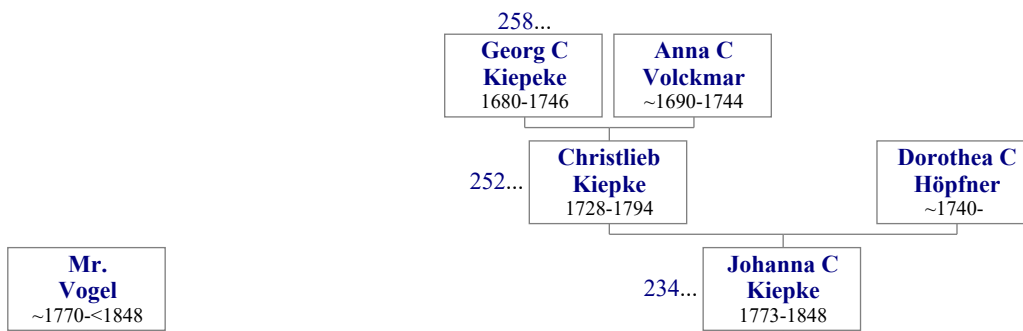 258...
Georg C
Kiepeke
1680-1746
Anna C
Volckmar
~1690-1744
252...
Christlieb
Kiepke
1728-1794
Dorothea C
Höpfner
~1740-
Mr.
Vogel
~1770-<1848
234...
Johanna C
Kiepke
1773-1848